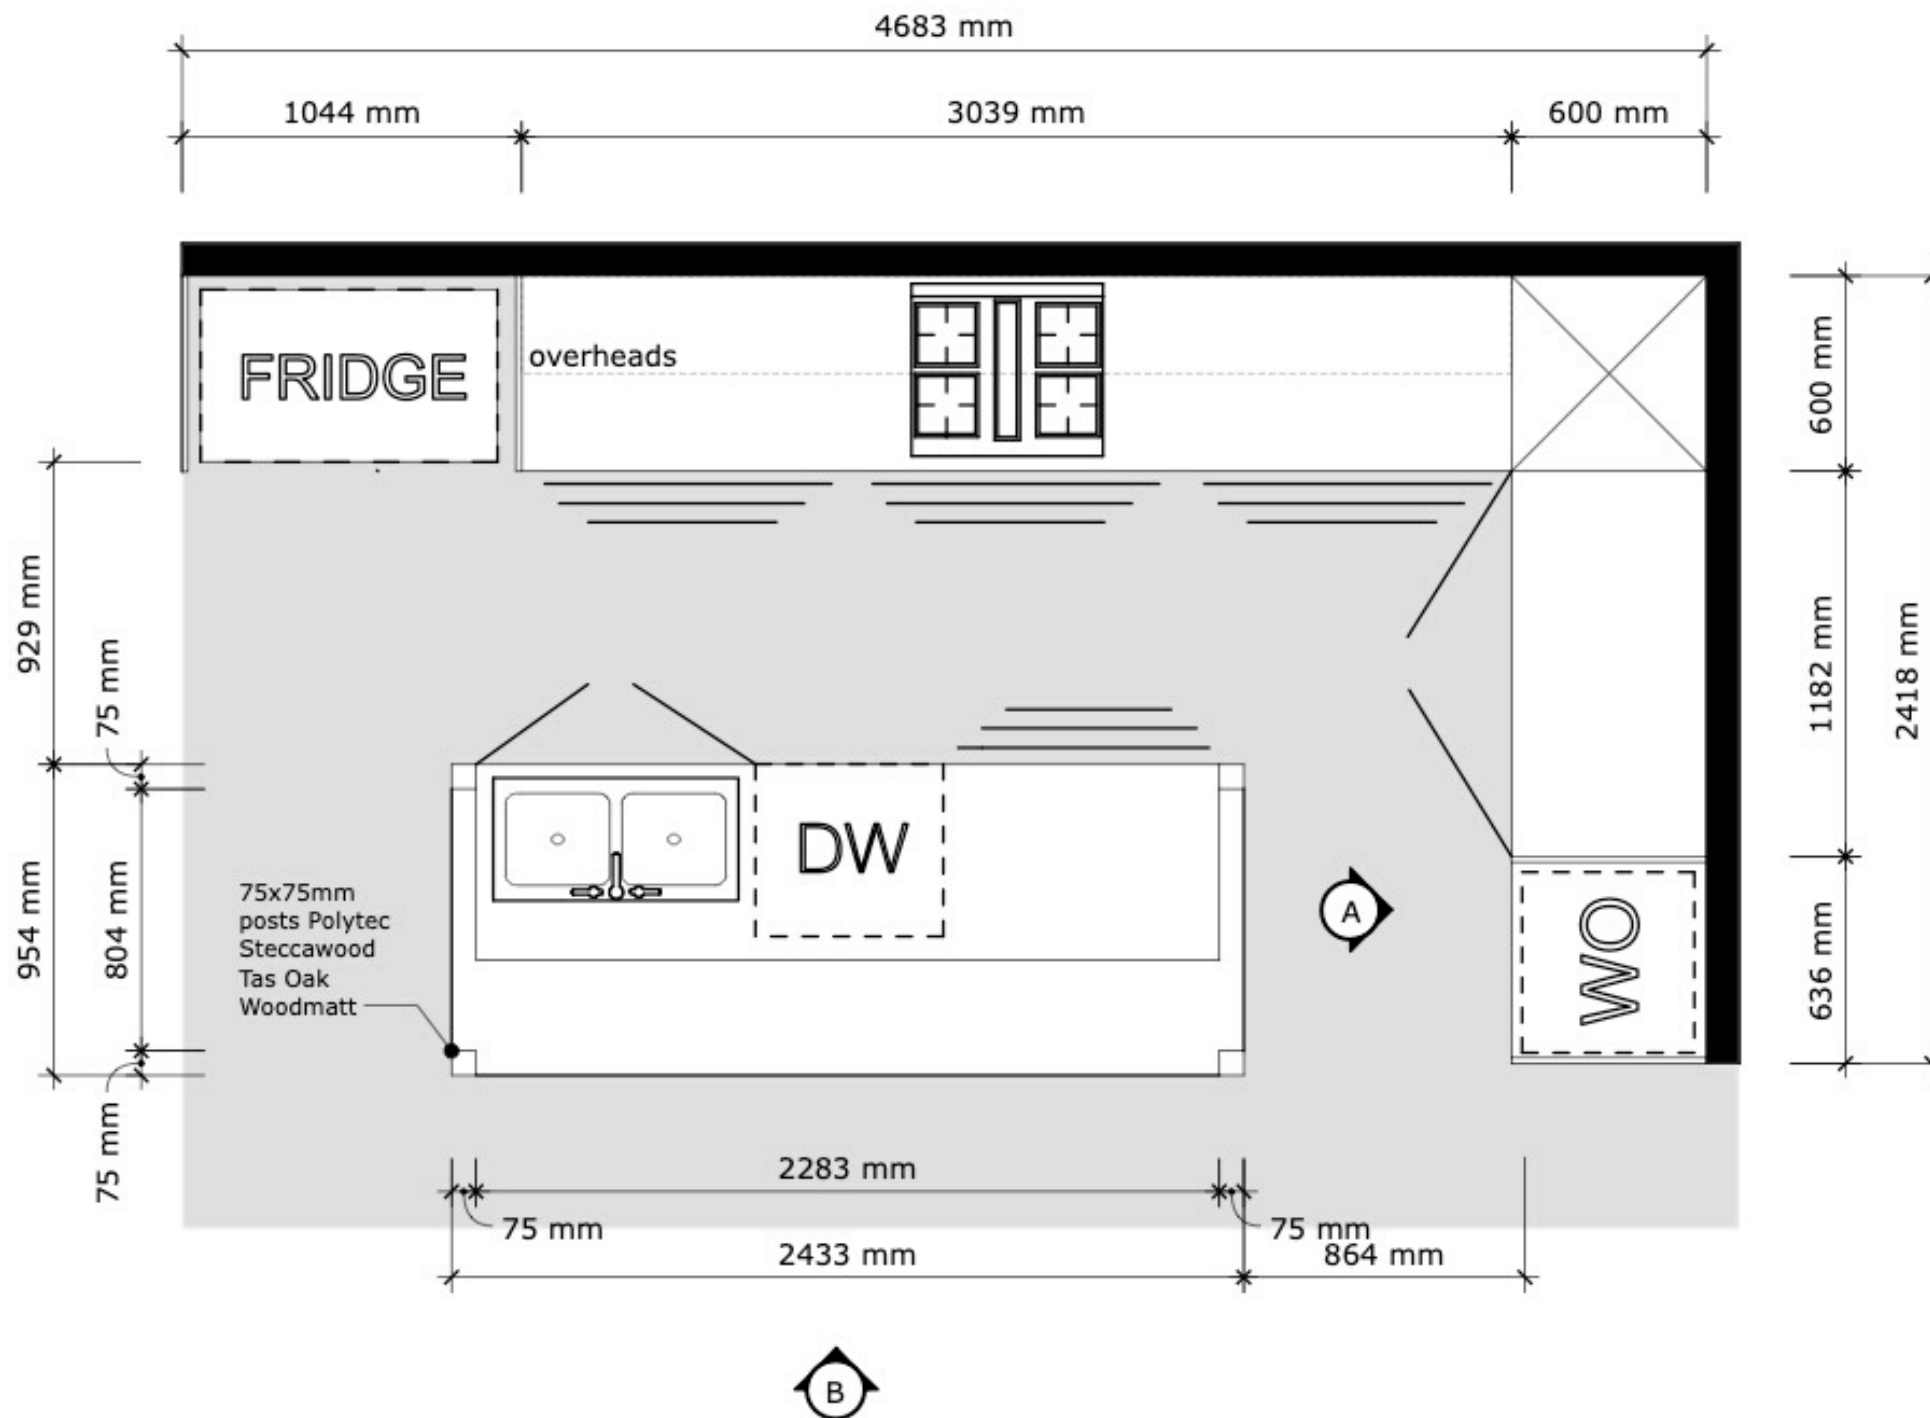 4683 mm
1044 mm
3039 mm
600 mm
FRIDGE
overheads
600 mm
929 mm
75 mm
1182 mm
2418 mm
DW
954 mm
804 mm
75x75mm
posts Polytec
Steccawood
Tas Oak
Woodmatt
A
WO
636 mm
75 mm
2283 mm
75 mm
75 mm
2433 mm
864 mm
B